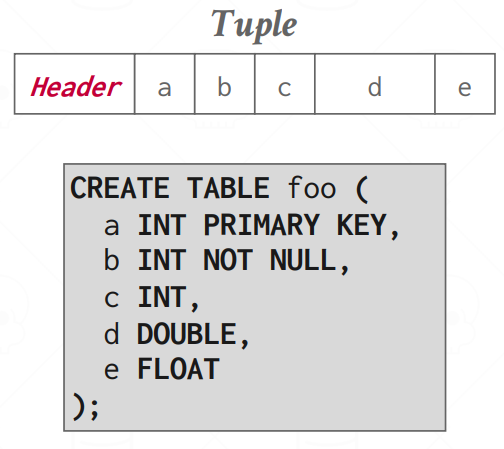 Tuple
Header a b c d e
CREATE TABLE foo (
a INT PRIMARY KEY,
b INT NOT NULL,
c INT,
d DOUBLE,
e FLOAT
);